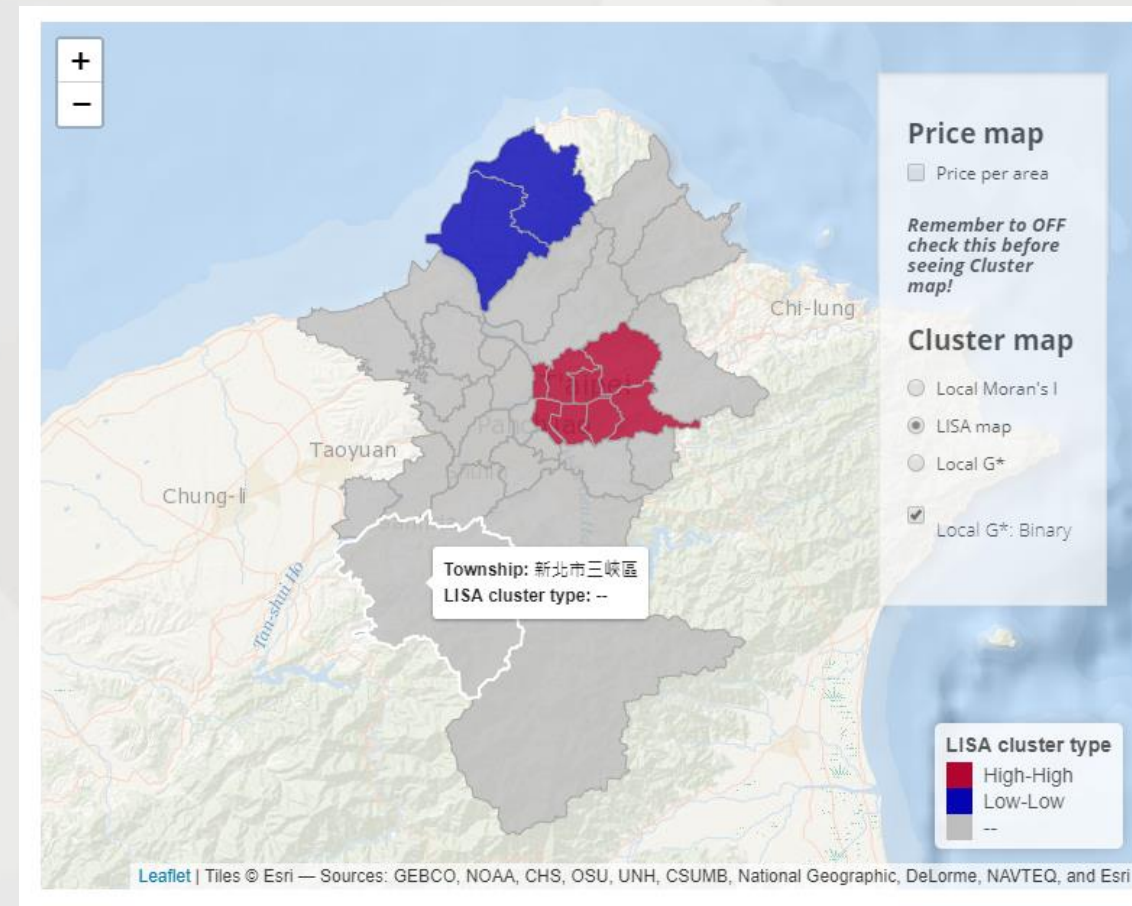 +
−
Price map
Price per area
Remember to OFF
check this before
seeing Cluster
map!
Cluster map
Local Moran's I
LISA map
Local G*
Local G*: Binary
Chi-lung
Taipei
Taoyuan
Chung-li
Tan-shui Ho
Township: 新北市三峽區
LISA cluster type: --
LISA cluster type
High-High
Low-Low
--
Leaflet | Tiles © Esri — Sources: GEBCO, NOAA, CHS, OSU, UNH, CSUMB, National Geographic, DeLorme, NAVTEQ, and Esri